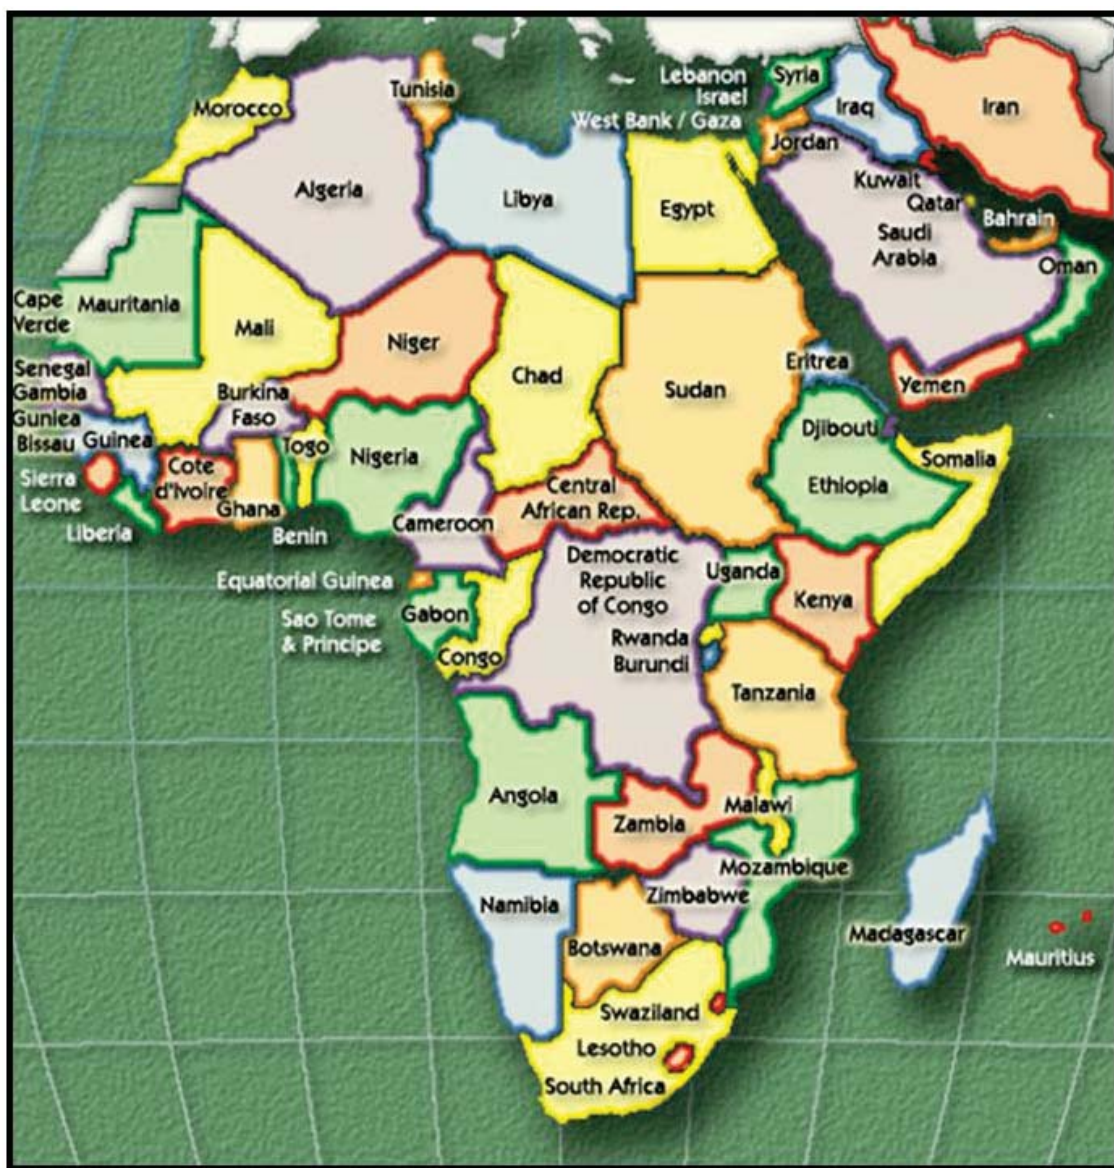 Lebanon
Israel
West Bank / Gaza
Syria
Iraq
Iran
Jordan
Kuwait
Qatar
Bahrain
Saudi
Arabia
Oman
Yemen
Morocco
Tunisia
Algeria
Libya
Egypt
Cape
Verde
Mauritania
Mali
Niger
Chad
Sudan
Eritrea
Djibouti
Ethiopia
Somalia
Senegal
Gambia
Guniea
Bissau
Guinea
Burkina
Faso
Sierra
Leone
Liberia
Cote
d'Ivoire
Ghana
Togo
Benin
Nigeria
Cameroon
Central
African Rep.
Equatorial Guinea
Sao Tome
& Principe
Gabon
Congo
Democratic
Republic
of Congo
Uganda
Kenya
Rwanda
Burundi
Tanzania
Angola
Zambia
Malawi
Mozambique
Zimbabwe
Namibia
Botswana
Madagascar
Mauritius
Swaziland
Lesotho
South Africa